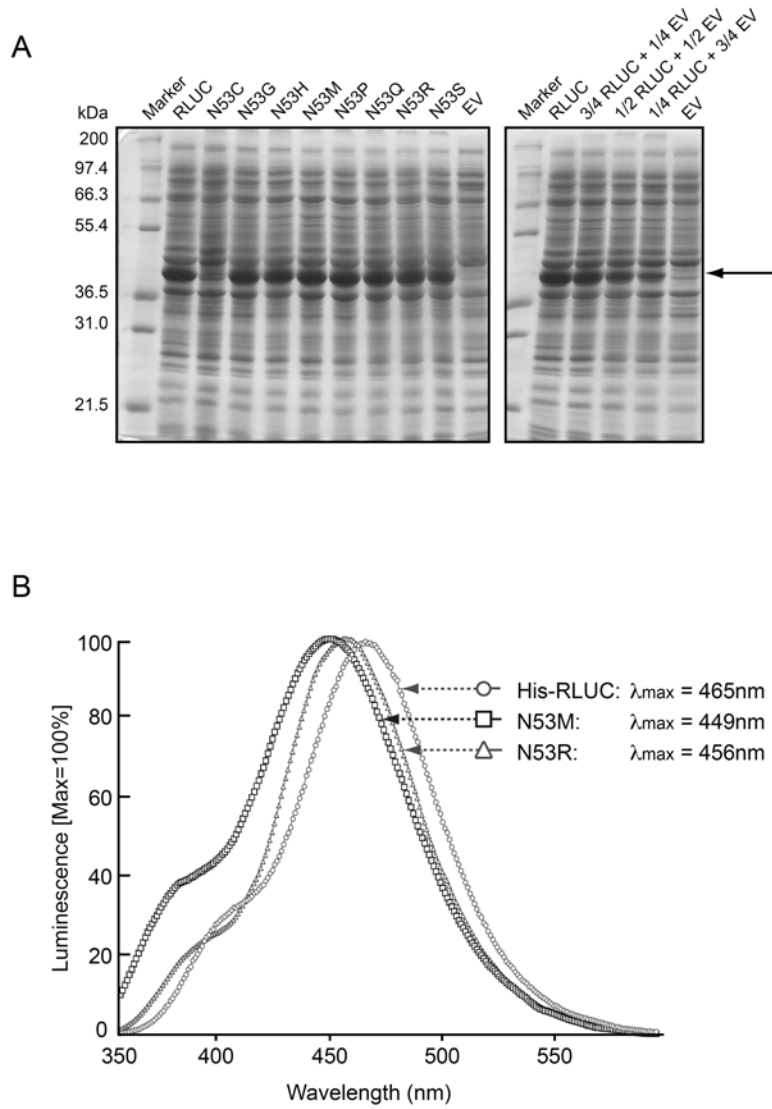 A
kDa
Marker
RLUC
N53C
N53G
N53H
N53M
N53P
N53Q
N53R
N53S
EV
Marker
RLUC
3/4 RLUC + 1/4 EV
1/2 RLUC + 1/2 EV
1/4 RLUC + 3/4 EV
EV
200
97.4
66.3
55.4
36.5
31.0
21.5
B
Luminescence [Max=100%]
100
80
60
40
20
0
350
400
450
500
550
Wavelength (nm)
His-RLUC: λmax = 465nm
N53M: λmax = 449nm
N53R: λmax = 456nm